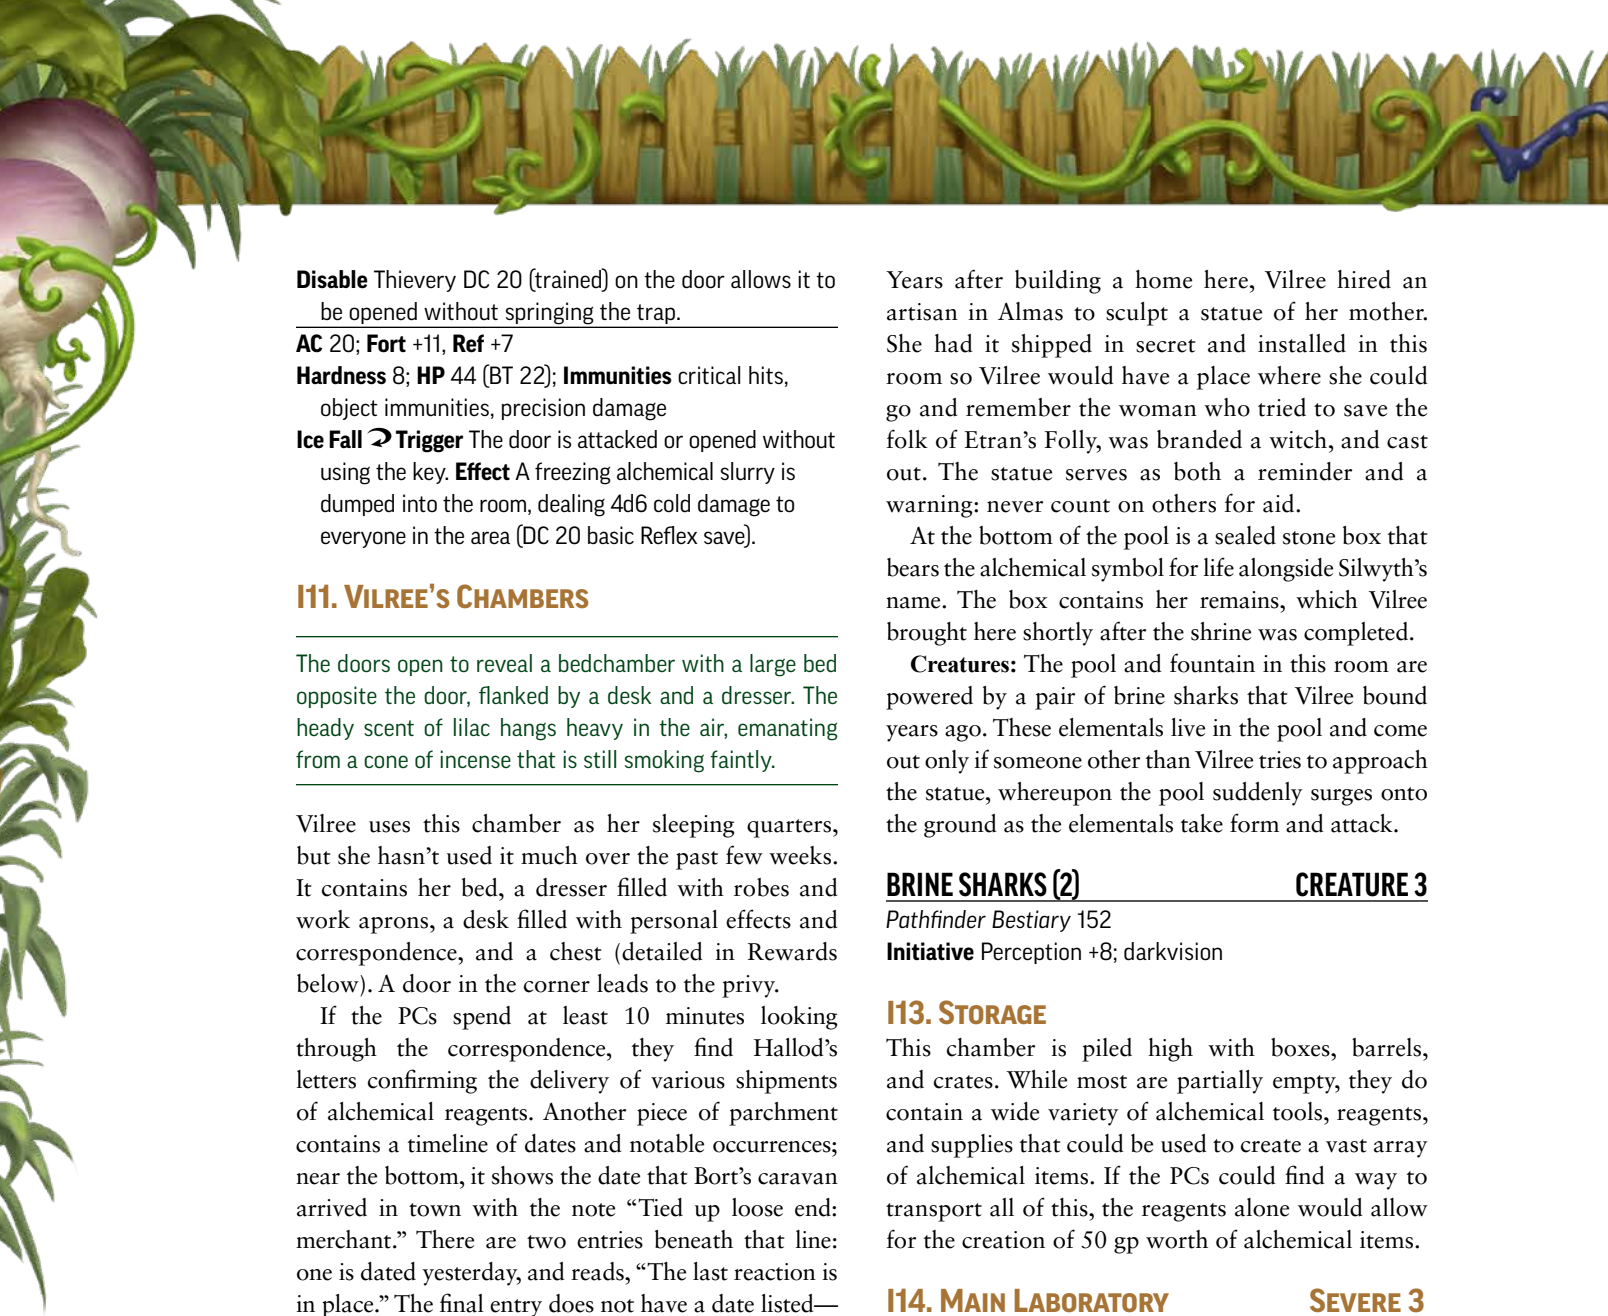 Disable Thievery DC 20 (trained) on the door allows it to
be opened without springing the trap.
AC 20; Fort +11, Ref +7
Hardness 8; HP 44 (BT 22); Immunities critical hits,
object immunities, precision damage
Ice Fall Trigger The door is attacked or opened without
using the key. Effect A freezing alchemical slurry is
dumped into the room, dealing 4d6 cold damage to
everyone in the area (DC 20 basic Reflex save).
I11. Vilree’s Chambers
The doors open to reveal a bedchamber with a large bed
opposite the door, flanked by a desk and a dresser. The
heady scent of lilac hangs heavy in the air, emanating
from a cone of incense that is still smoking faintly.
Vilree uses this chamber as her sleeping quarters,
but she hasn’t used it much over the past few weeks.
It contains her bed, a dresser filled with robes and
work aprons, a desk filled with personal effects and
correspondence, and a chest (detailed in Rewards
below). A door in the corner leads to the privy.
If the PCs spend at least 10 minutes looking
through the correspondence, they find Hallod’s
letters confirming the delivery of various shipments
of alchemical reagents. Another piece of parchment
contains a timeline of dates and notable occurrences;
near the bottom, it shows the date that Bort’s caravan
arrived in town with the note “Tied up loose end:
merchant.” There are two entries beneath that line:
one is dated yesterday, and reads, “The last reaction is
in place.” The final entry does not have a date listed—
Years after building a home here, Vilree hired an
artisan in Almas to sculpt a statue of her mother.
She had it shipped in secret and installed in this
room so Vilree would have a place where she could
go and remember the woman who tried to save the
folk of Etran’s Folly, was branded a witch, and cast
out. The statue serves as both a reminder and a
warning: never count on others for aid.
At the bottom of the pool is a sealed stone box that
bears the alchemical symbol for life alongside Silwyth’s
name. The box contains her remains, which Vilree
brought here shortly after the shrine was completed.
Creatures: The pool and fountain in this room are
powered by a pair of brine sharks that Vilree bound
years ago. These elementals live in the pool and come
out only if someone other than Vilree tries to approach
the statue, whereupon the pool suddenly surges onto
the ground as the elementals take form and attack.
BRINE SHARKS (2) CREATURE 3
Pathfinder Bestiary 152
Initiative Perception +8; darkvision
I13. Storage
This chamber is piled high with boxes, barrels,
and crates. While most are partially empty, they do
contain a wide variety of alchemical tools, reagents,
and supplies that could be used to create a vast array
of alchemical items. If the PCs could find a way to
transport all of this, the reagents alone would allow
for the creation of 50 gp worth of alchemical items.
I14. Main Laboratory Severe 3